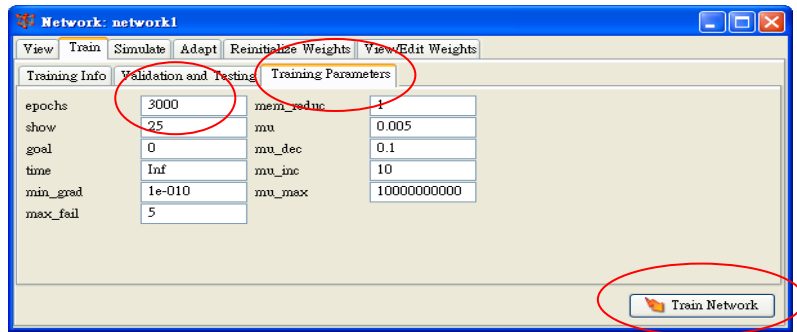 Network: network1
View Train Simulate Adapt Reinitialize Weights View/Edit Weights
Training Info Validation and Testing Training Parameters
epochs 3000 mem_reduc 1
show 25 mu 0.005
goal 0 mu_dec 0.1
time Inf mu_inc 10
min_grad 1e-010 mu_max 10000000000
max_fail 5
Train Network